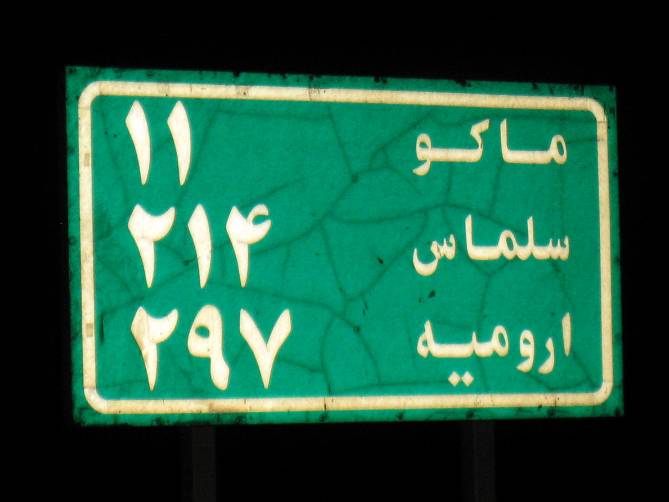 ماکو ۱۱
سلماس ۲۱۴
ارومیه ۲۹۷